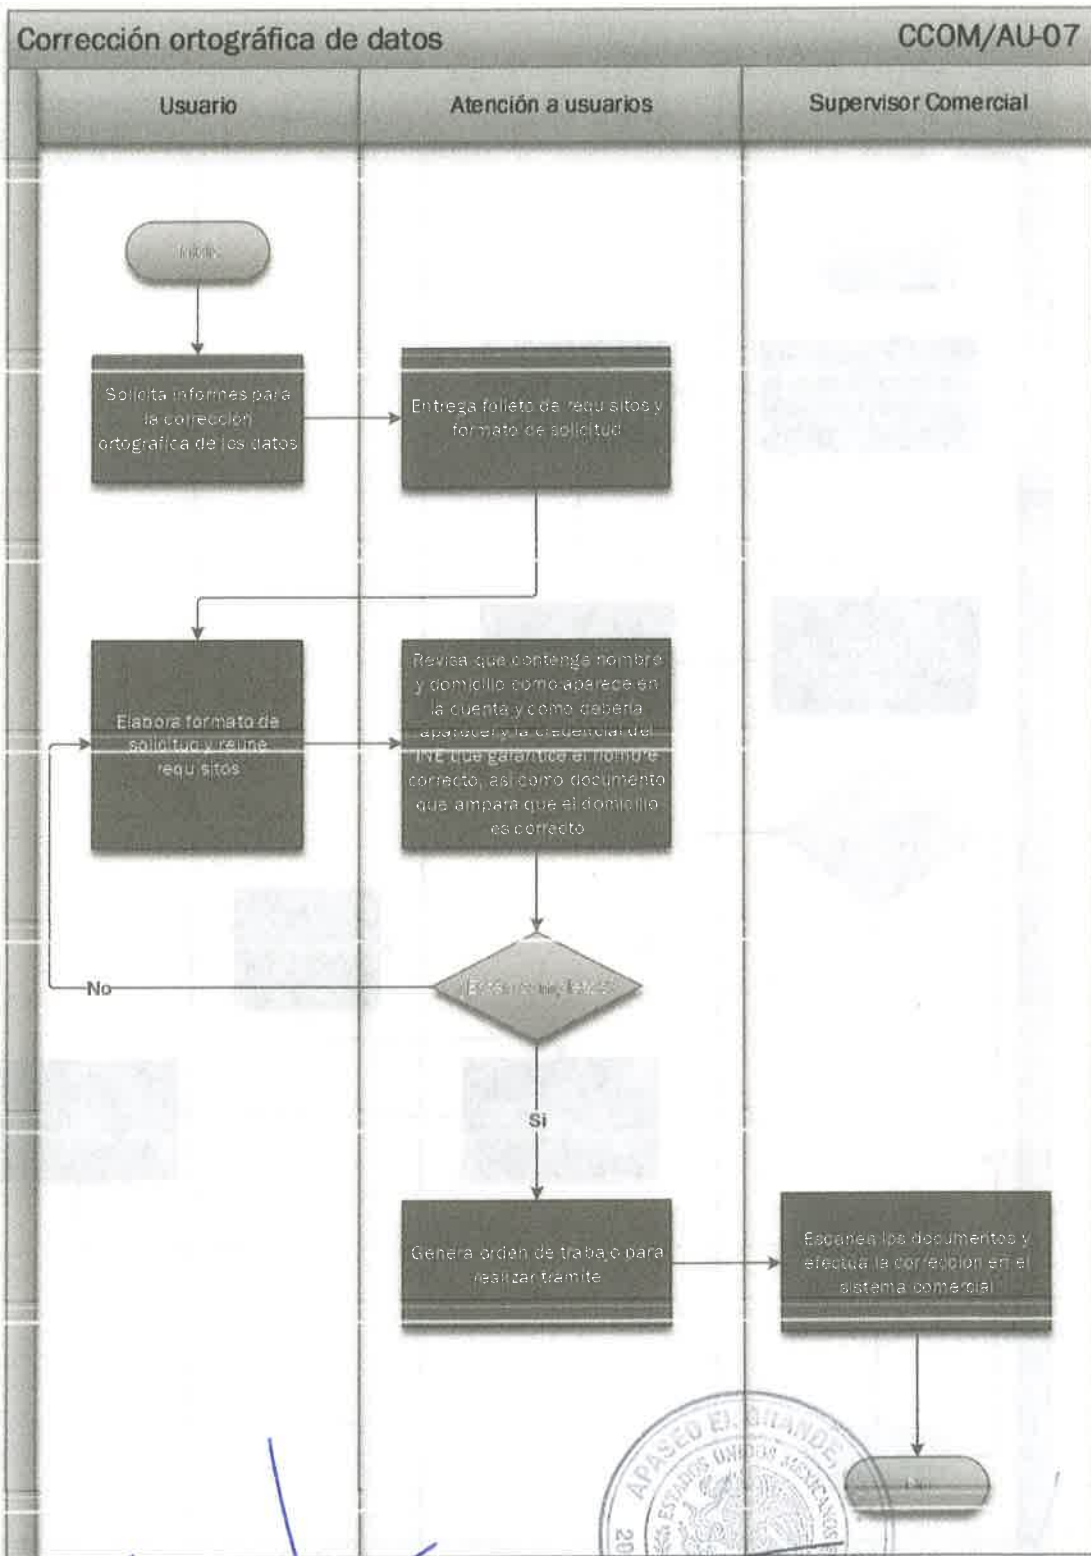 Corrección ortográfica de datos
CCOM/AU-07
Usuario
Atención a usuarios
Supervisor Comercial
Solicita informes para
la corrección
ortográfica de los datos
Entrega folleto de requisitos y
formato de solicitud
Elabora formato de
solicitud y reúne
requisitos
Revisa que contenga nombre
y domicilio como aparece en
la cuenta y como debería
aparecer y la credencial del
INE que garantice el nombre
correcto, así como documento
que ampara que el domicilio
es correcto
No
Si
Genera orden de trabajo para
realizar trámite
Escanea los documentos y
efectúa la corrección en el
sistema comercial
APASEO EL GRANDE,
ESTADOS UNIDOS MEXICANOS
20